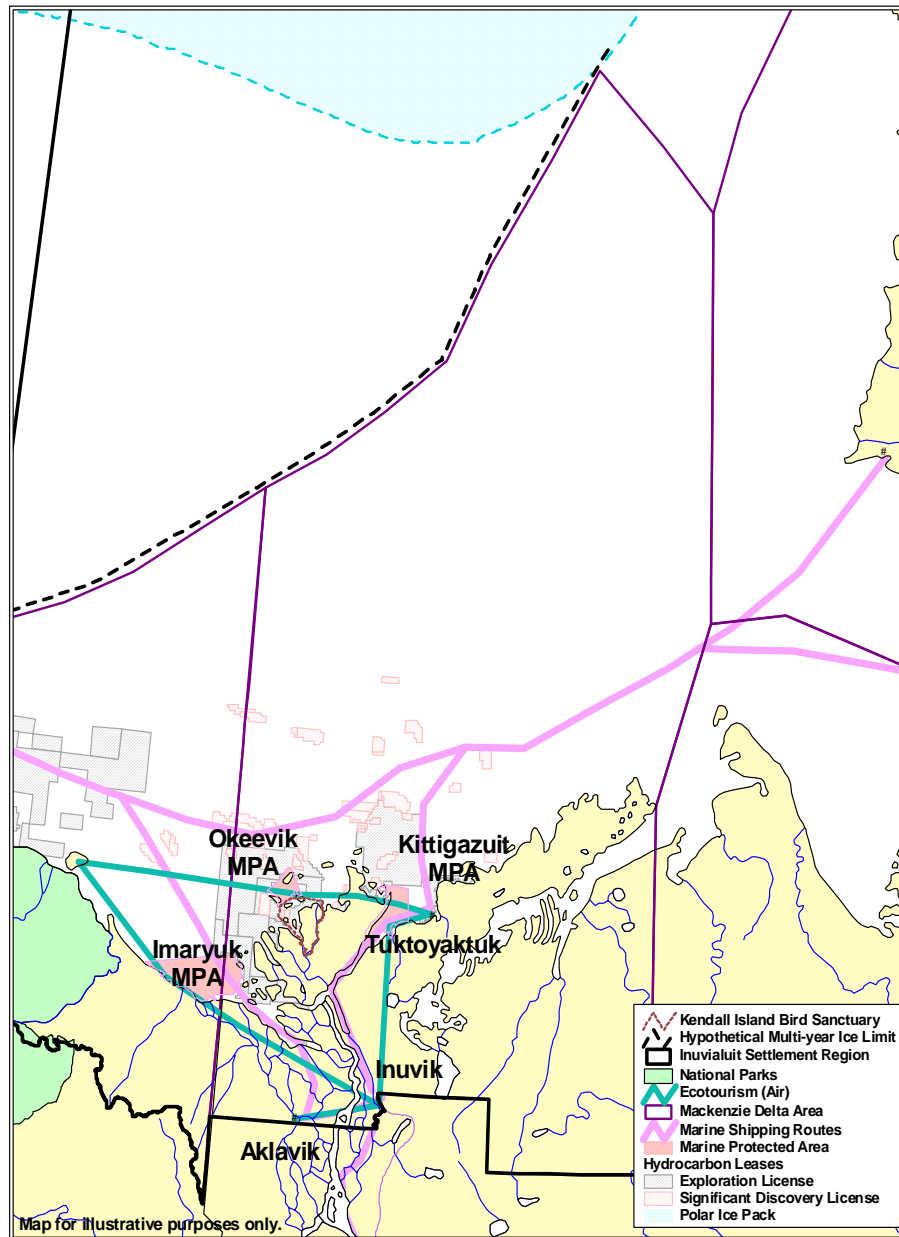 Okeevik
MPA
Kittigazuit
MPA
Tuktoyaktuk
Imaryuk
MPA
Inuvik
Aklavik
Kendall Island Bird Sanctuary
Hypothetical Multi-year Ice Limit
Inuvialuit Settlement Region
National Parks
Ecotourism (Air)
Mackenzie Delta Area
Marine Shipping Routes
Marine Protected Area
Hydrocarbon Leases
Exploration License
Significant Discovery License
Polar Ice Pack
Map for illustrative purposes only.